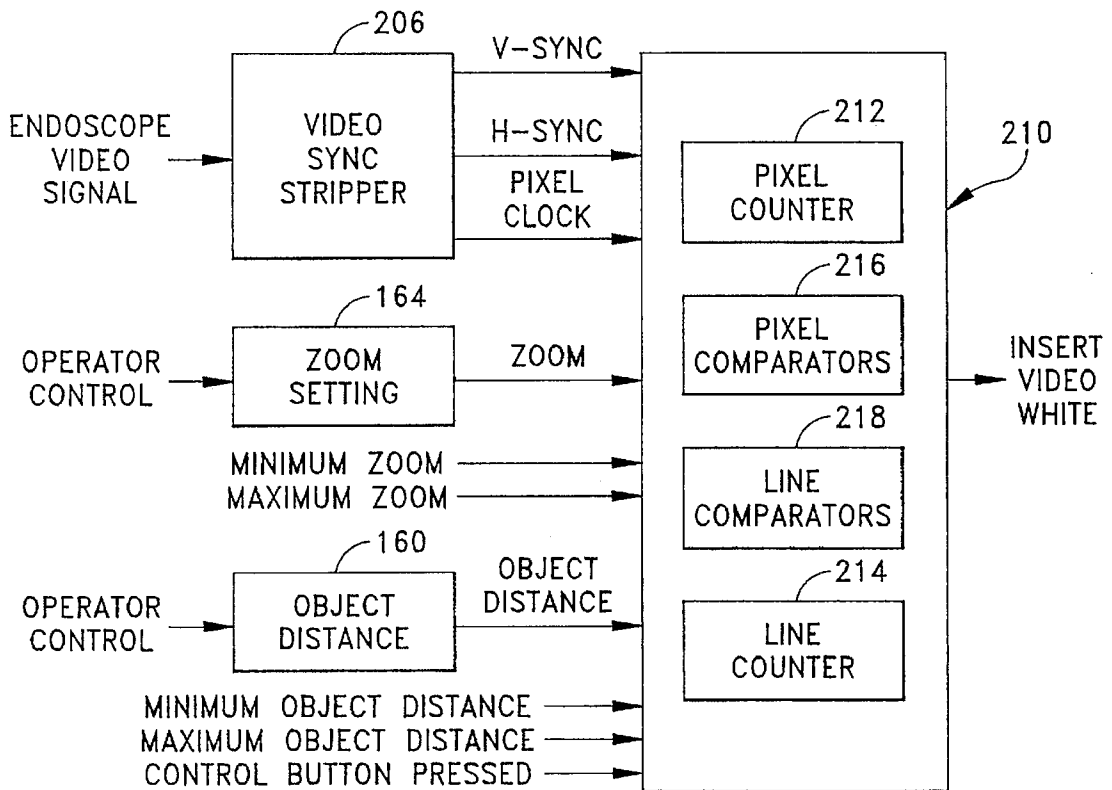 206
V-SYNC
ENDOSCOPE
VIDEO
SIGNAL
VIDEO
SYNC
STRIPPER
H-SYNC
PIXEL
CLOCK
212
PIXEL
COUNTER
210
164
OPERATOR
CONTROL
ZOOM
SETTING
ZOOM
216
PIXEL
COMPARATORS
INSERT
VIDEO
WHITE
MINIMUM ZOOM
MAXIMUM ZOOM
218
LINE
COMPARATORS
160
OPERATOR
CONTROL
OBJECT
DISTANCE
OBJECT
DISTANCE
214
LINE
COUNTER
MINIMUM OBJECT DISTANCE
MAXIMUM OBJECT DISTANCE
CONTROL BUTTON PRESSED